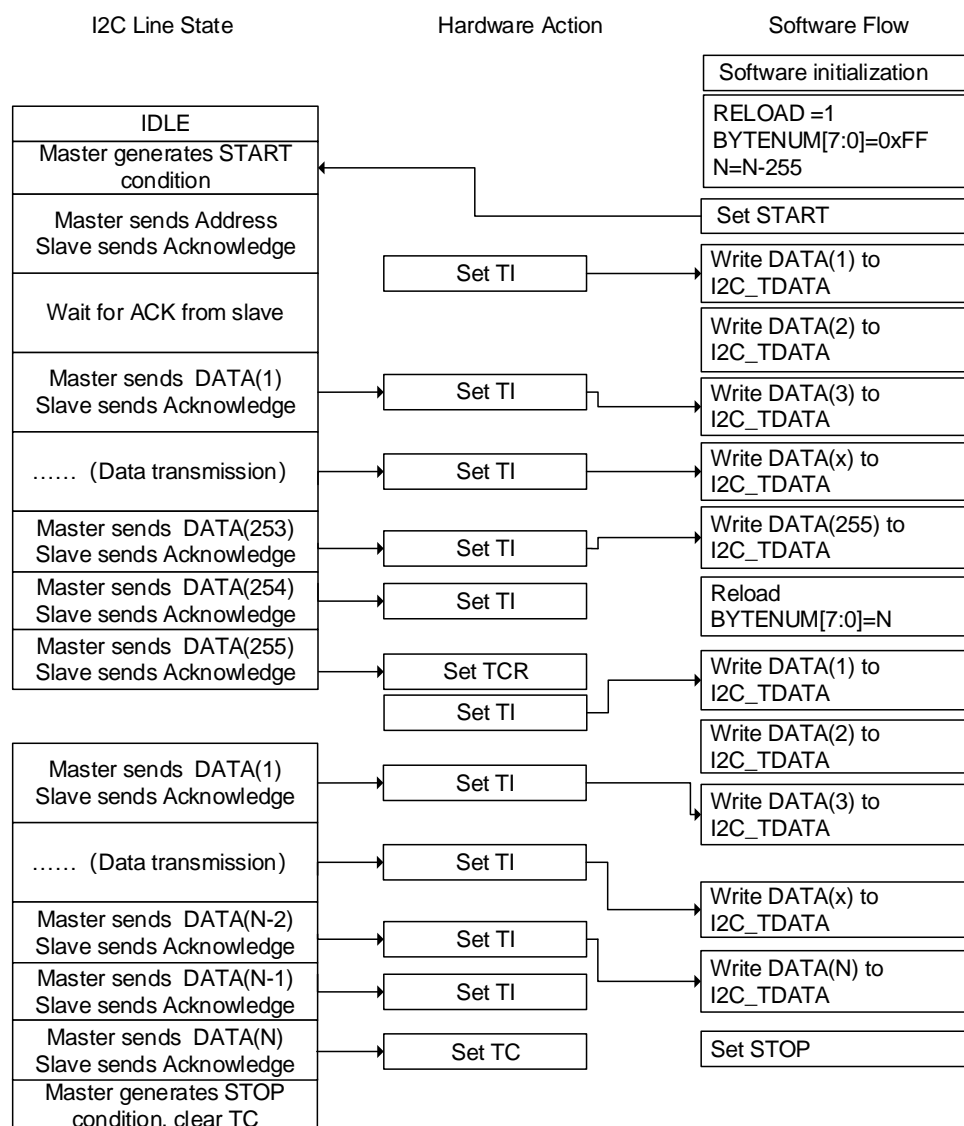 I2C Line State
Hardware Action
Software Flow
Software initialization
IDLE
RELOAD =1
BYTENUM[7:0]=0xFF
N=N-255
Master generates START
condition
Set START
Master sends Address
Slave sends Acknowledge
Set TI
Write DATA(1) to
I2C_TDATA
Wait for ACK from slave
Write DATA(2) to
I2C_TDATA
Master sends DATA(1)
Slave sends Acknowledge
Set TI
Write DATA(3) to
I2C_TDATA
...... (Data transmission)
Set TI
Write DATA(x) to
I2C_TDATA
Master sends DATA(253)
Slave sends Acknowledge
Set TI
Write DATA(255) to
I2C_TDATA
Master sends DATA(254)
Slave sends Acknowledge
Set TI
Reload
BYTENUM[7:0]=N
Master sends DATA(255)
Slave sends Acknowledge
Set TCR
Set TI
Write DATA(1) to
I2C_TDATA
Write DATA(2) to
I2C_TDATA
Master sends DATA(1)
Slave sends Acknowledge
Set TI
Write DATA(3) to
I2C_TDATA
...... (Data transmission)
Set TI
Write DATA(x) to
I2C_TDATA
Master sends DATA(N-2)
Slave sends Acknowledge
Set TI
Write DATA(N) to
I2C_TDATA
Master sends DATA(N-1)
Slave sends Acknowledge
Set TI
Master sends DATA(N)
Slave sends Acknowledge
Set TC
Set STOP
Master generates STOP
condition, clear TC